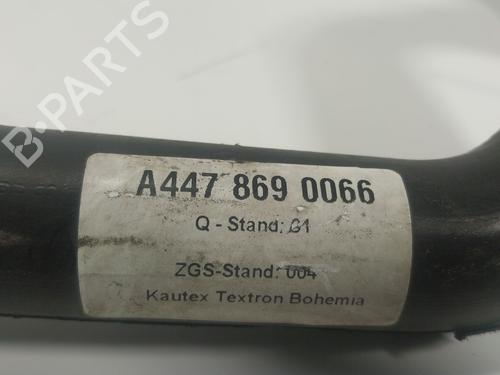 B-PARTS
A447 869 0066
Q - Stand: 01
ZGS-Stand: 004
Kautex Textron Bohemia